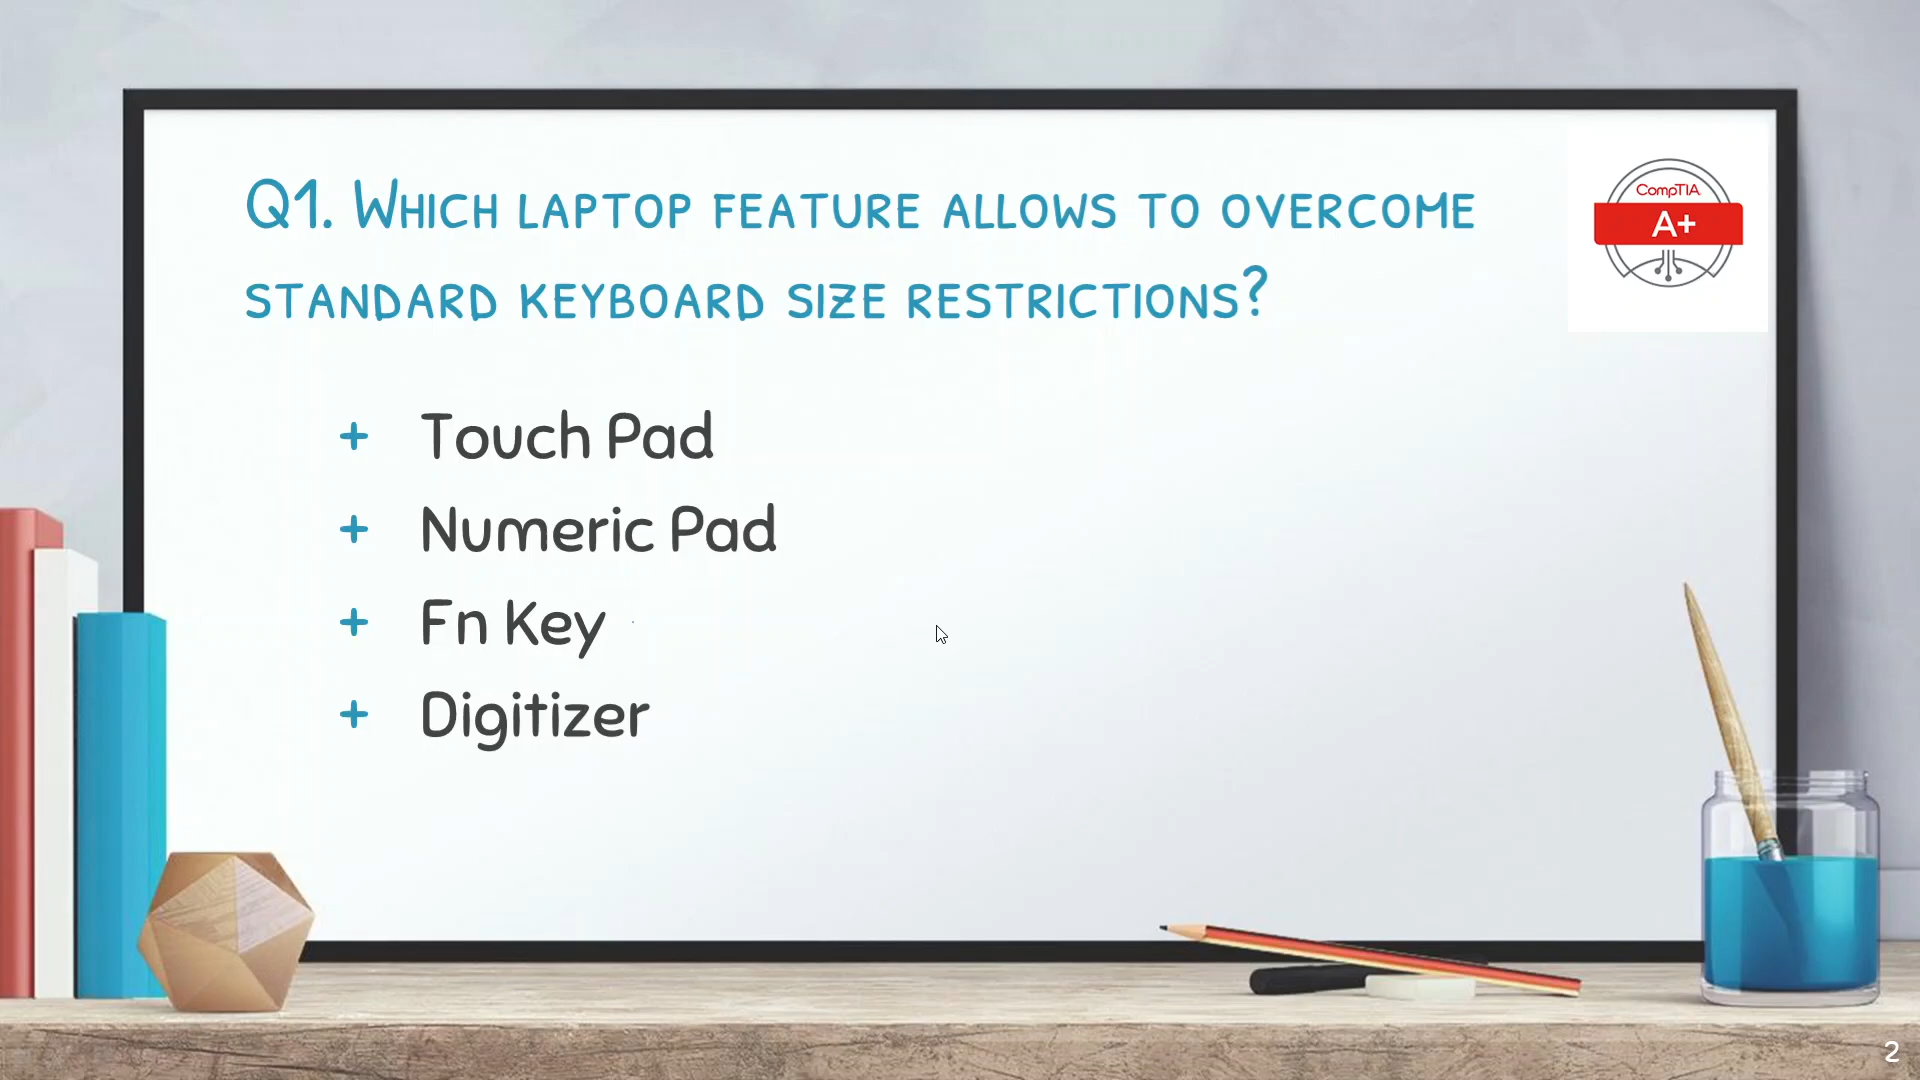 Q1. Which laptop feature allows to overcome
standard keyboard size restrictions?
CompTIA
A+
+ Touch Pad
+ Numeric Pad
+ Fn Key
+ Digitizer
2